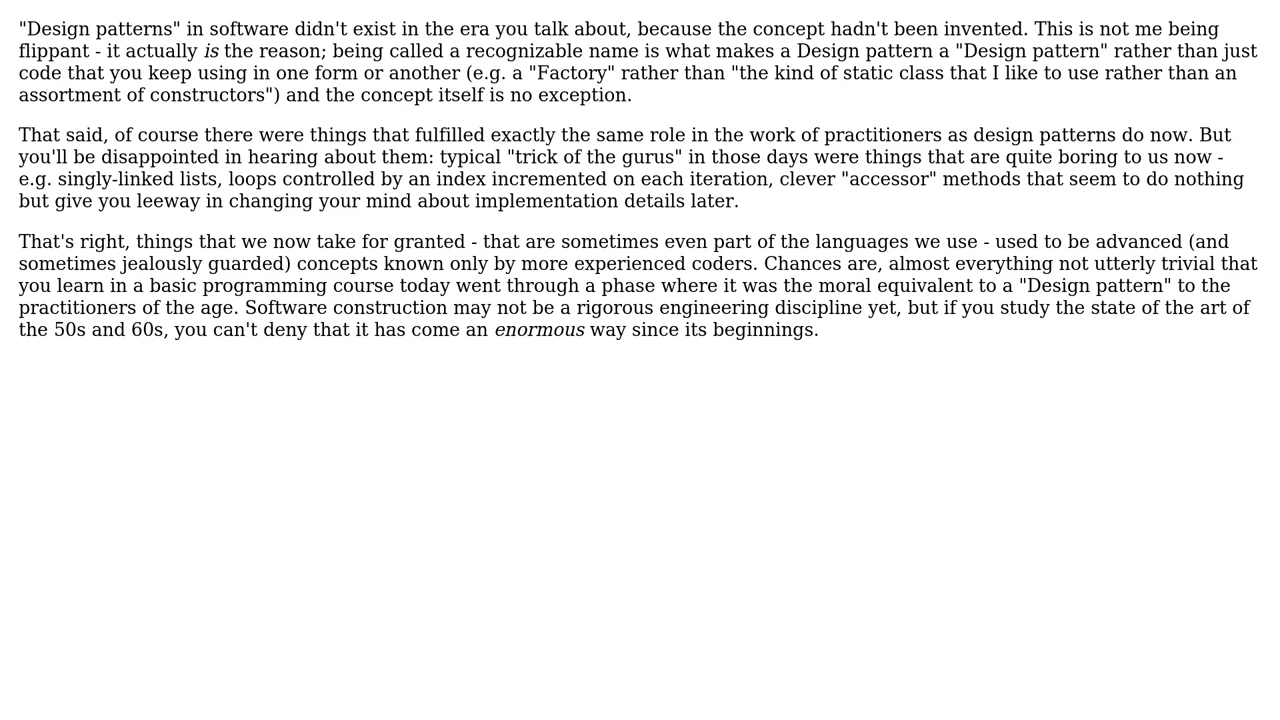 "Design patterns" in software didn't exist in the era you talk about, because the concept hadn't been invented. This is not me being
flippant - it actually is the reason; being called a recognizable name is what makes a Design pattern a "Design pattern" rather than just
code that you keep using in one form or another (e.g. a "Factory" rather than "the kind of static class that I like to use rather than an
assortment of constructors") and the concept itself is no exception.
That said, of course there were things that fulfilled exactly the same role in the work of practitioners as design patterns do now. But
you'll be disappointed in hearing about them: typical "trick of the gurus" in those days were things that are quite boring to us now -
e.g. singly-linked lists, loops controlled by an index incremented on each iteration, clever "accessor" methods that seem to do nothing
but give you leeway in changing your mind about implementation details later.
That's right, things that we now take for granted - that are sometimes even part of the languages we use - used to be advanced (and
sometimes jealously guarded) concepts known only by more experienced coders. Chances are, almost everything not utterly trivial that
you learn in a basic programming course today went through a phase where it was the moral equivalent to a "Design pattern" to the
practitioners of the age. Software construction may not be a rigorous engineering discipline yet, but if you study the state of the art of
the 50s and 60s, you can't deny that it has come an enormous way since its beginnings.